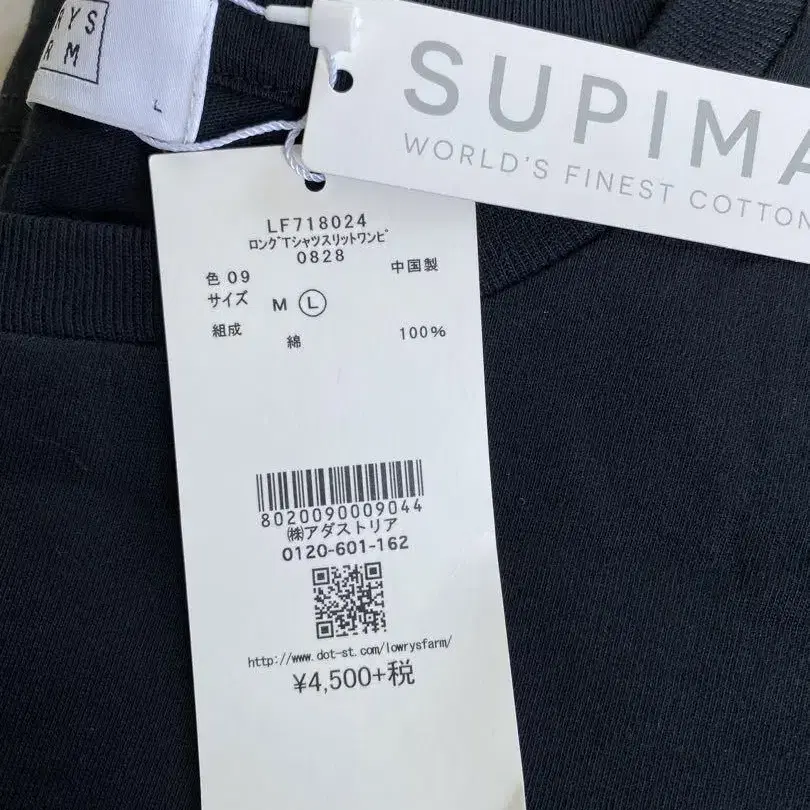 YS
RM
L
SUPIMA
WORLD'S FINEST COTTON
LF718024
ロングTシャツスリットワンピ
0828
色 09 中国製
サイズ M Ⓛ
組成 綿 100%
8020090009044
㈱アダストリア
0120-601-162
http://www.dot-st.com/lowrysfarm/
¥4,500+税